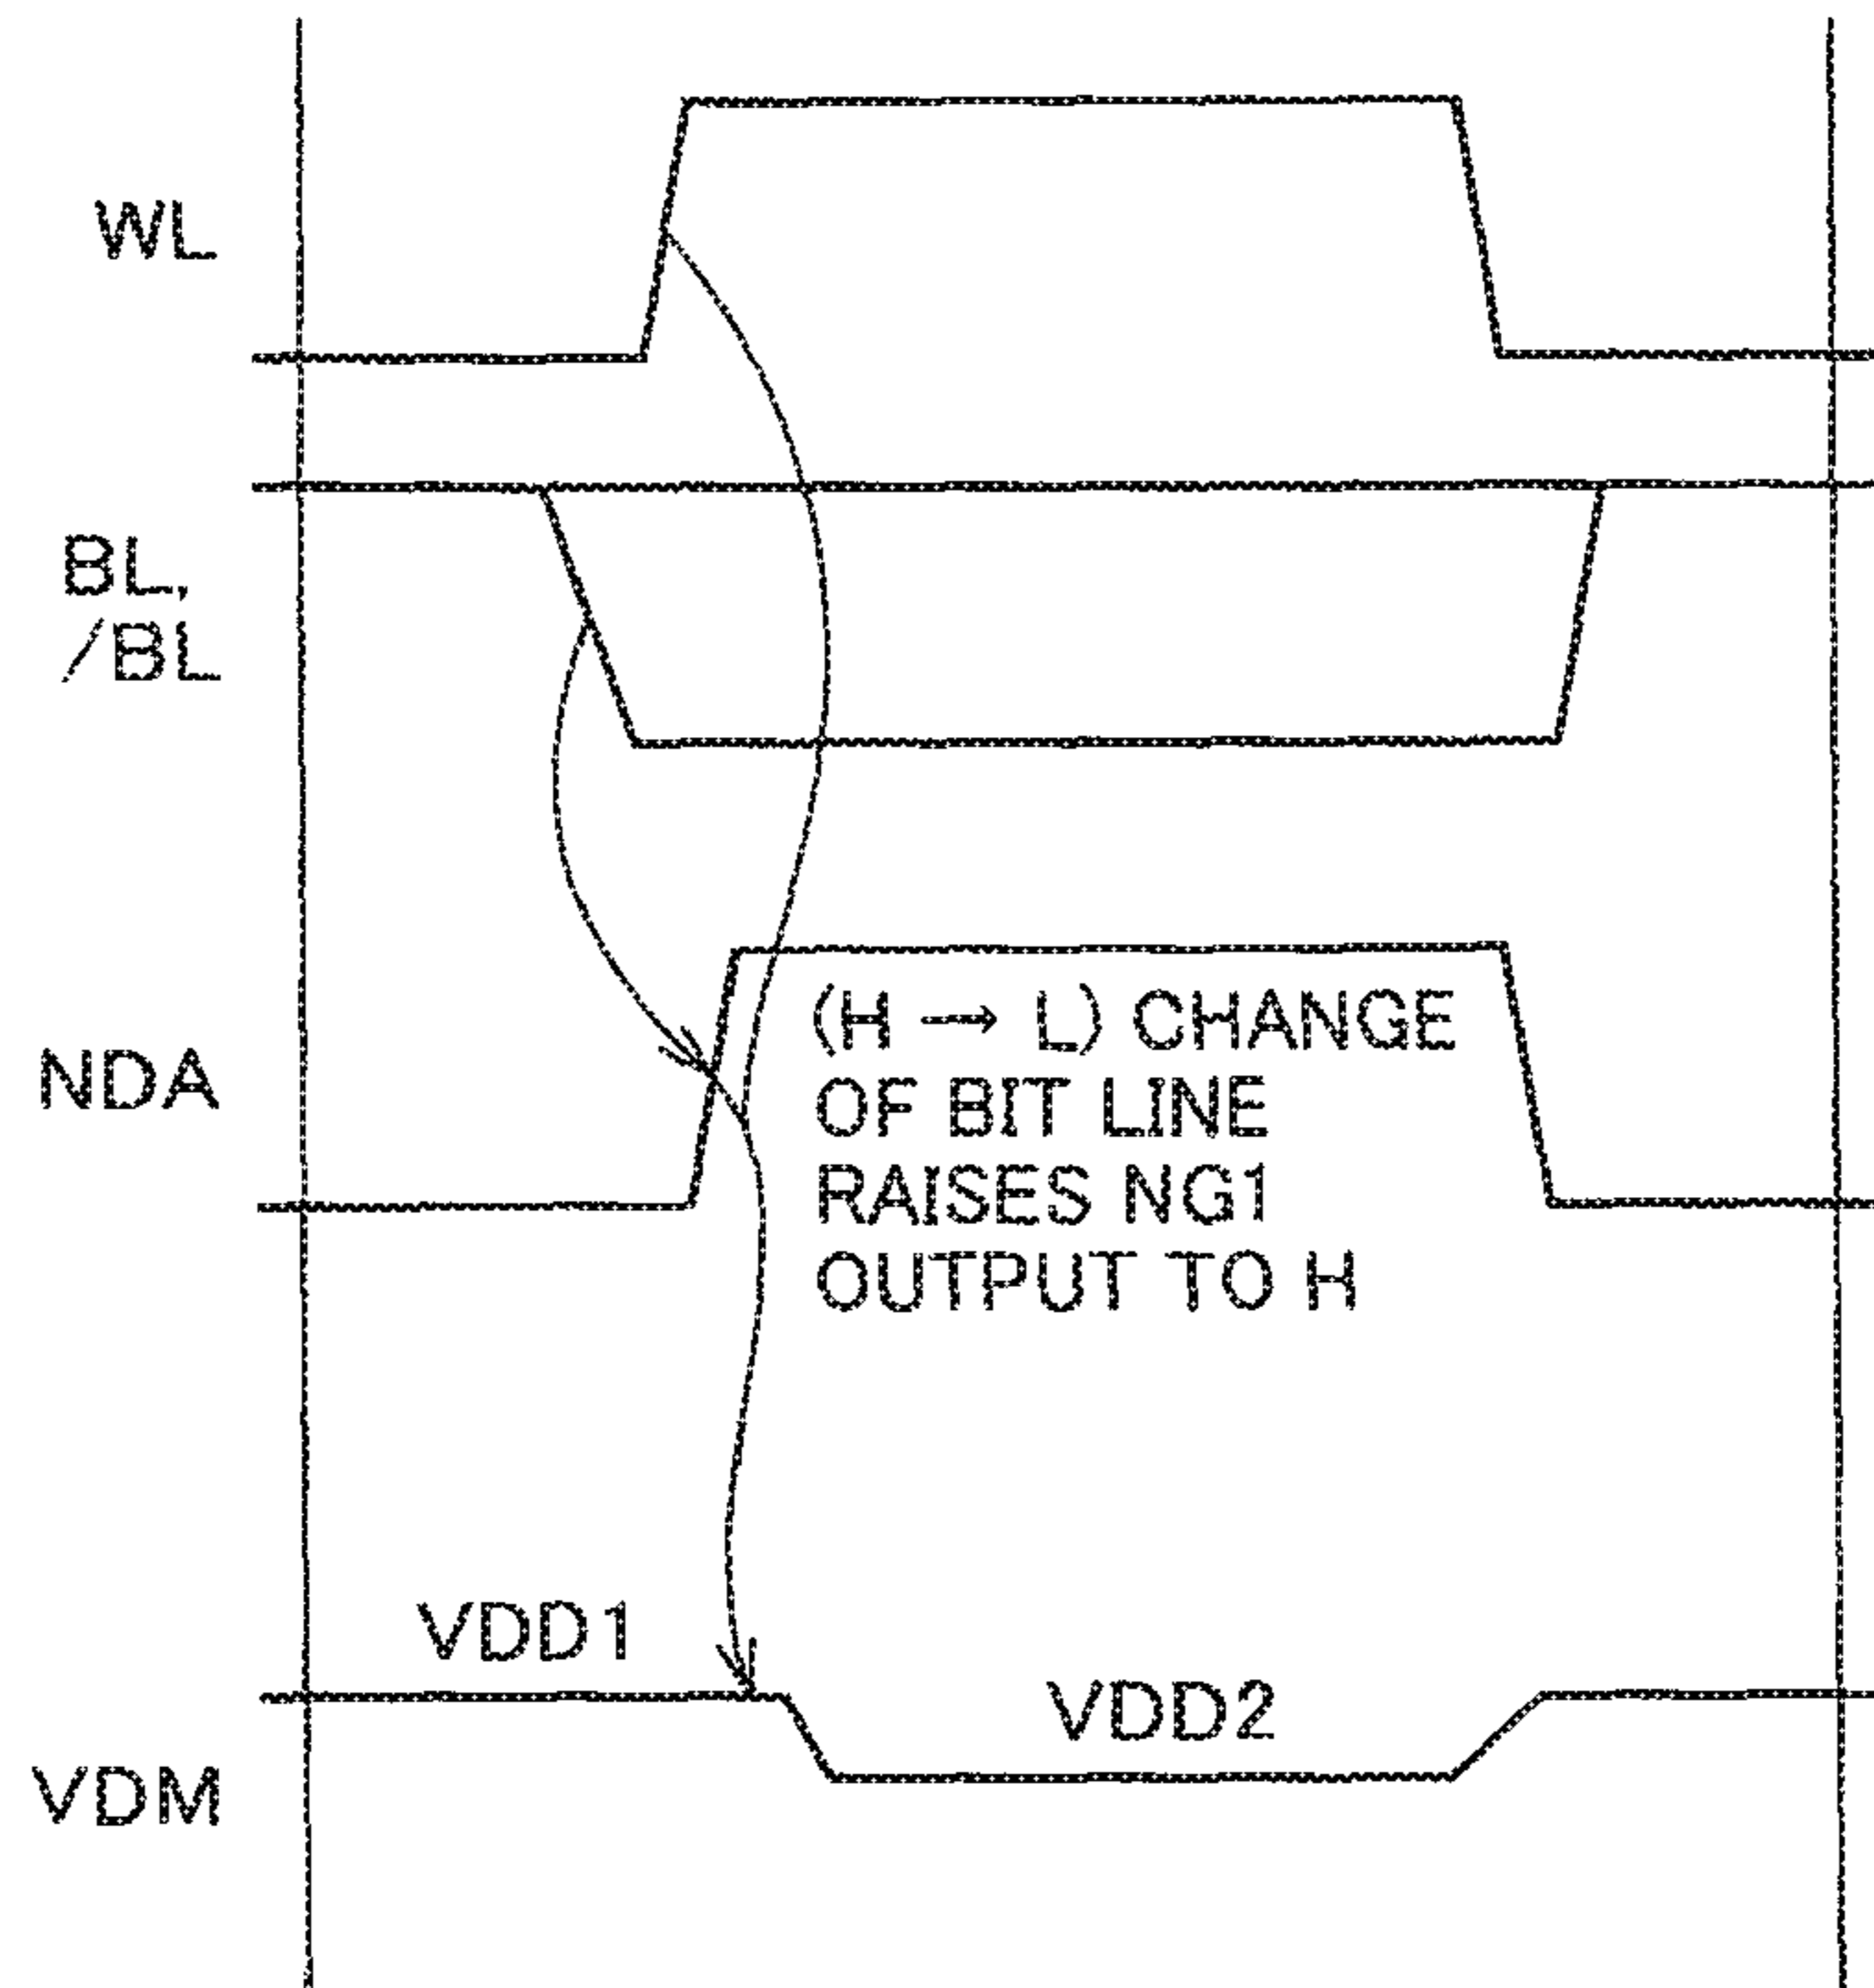 WL
BL,
/BL
NDA
(H → L) CHANGE
OF BIT LINE
RAISES NG1
OUTPUT TO H
VDD1
VDD2
VDM